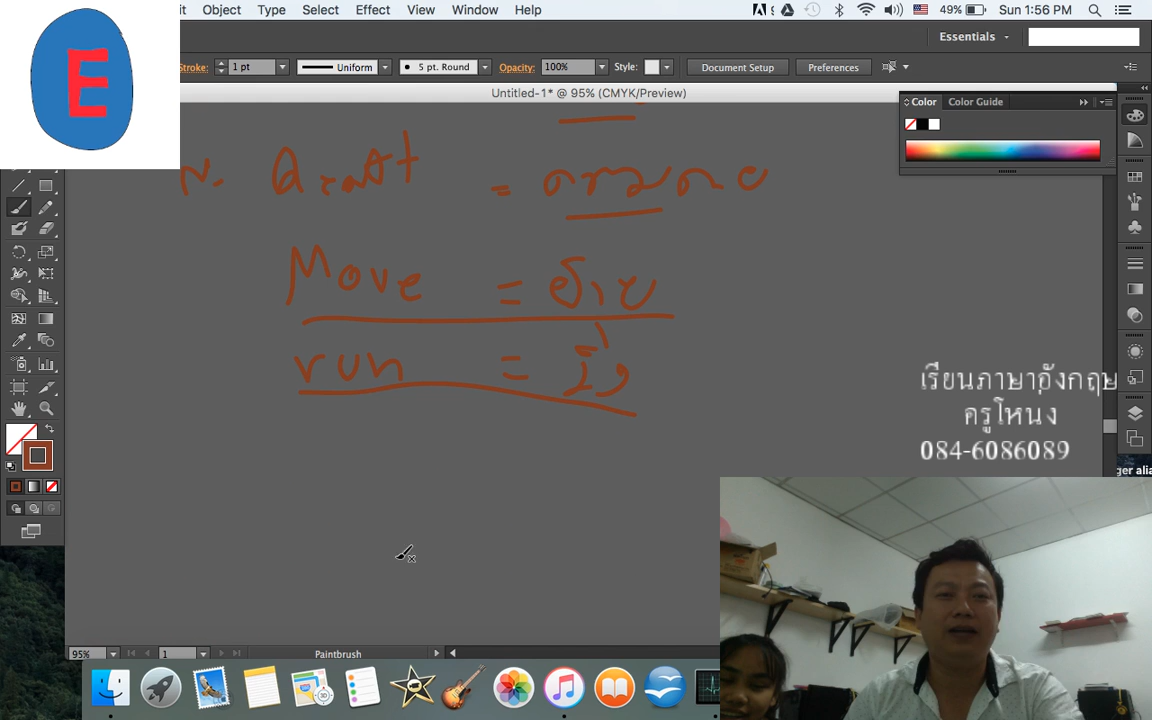 E
Object Type Select Effect View Window Help
49% Sun 1:56 PM
Essentials
Stroke: 1 pt Uniform 5 pt. Round Opacity: 100% Style: Document Setup Preferences
Untitled-1* @ 95% (CMYK/Preview)
Color Color Guide
N. =
Move = ย้าย
run = วิ่ง
เรียนภาษาอังกฤษ
ครูโหนง
084-6086089
95% 1 Paintbrush